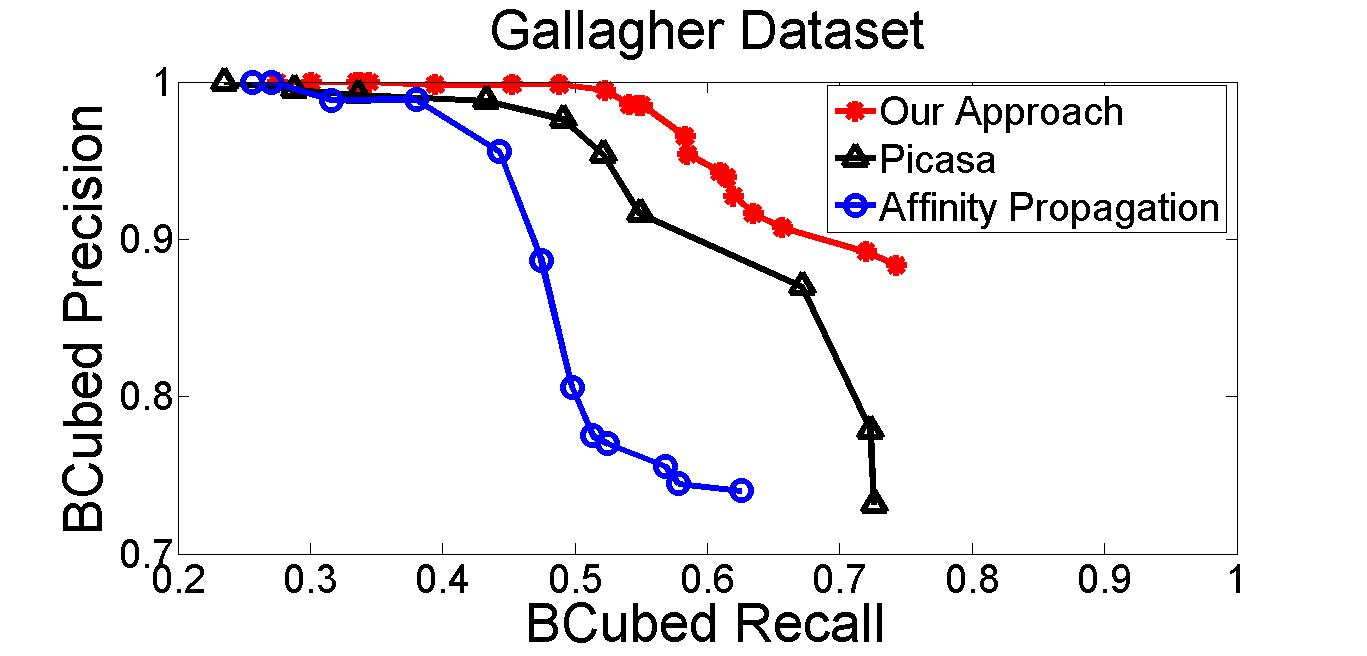 Gallagher Dataset
BCubed Precision
1
0.9
0.8
0.7
Our Approach
Picasa
Affinity Propagation
0.2 0.3 0.4 0.5 0.6 0.7 0.8 0.9 1
BCubed Recall